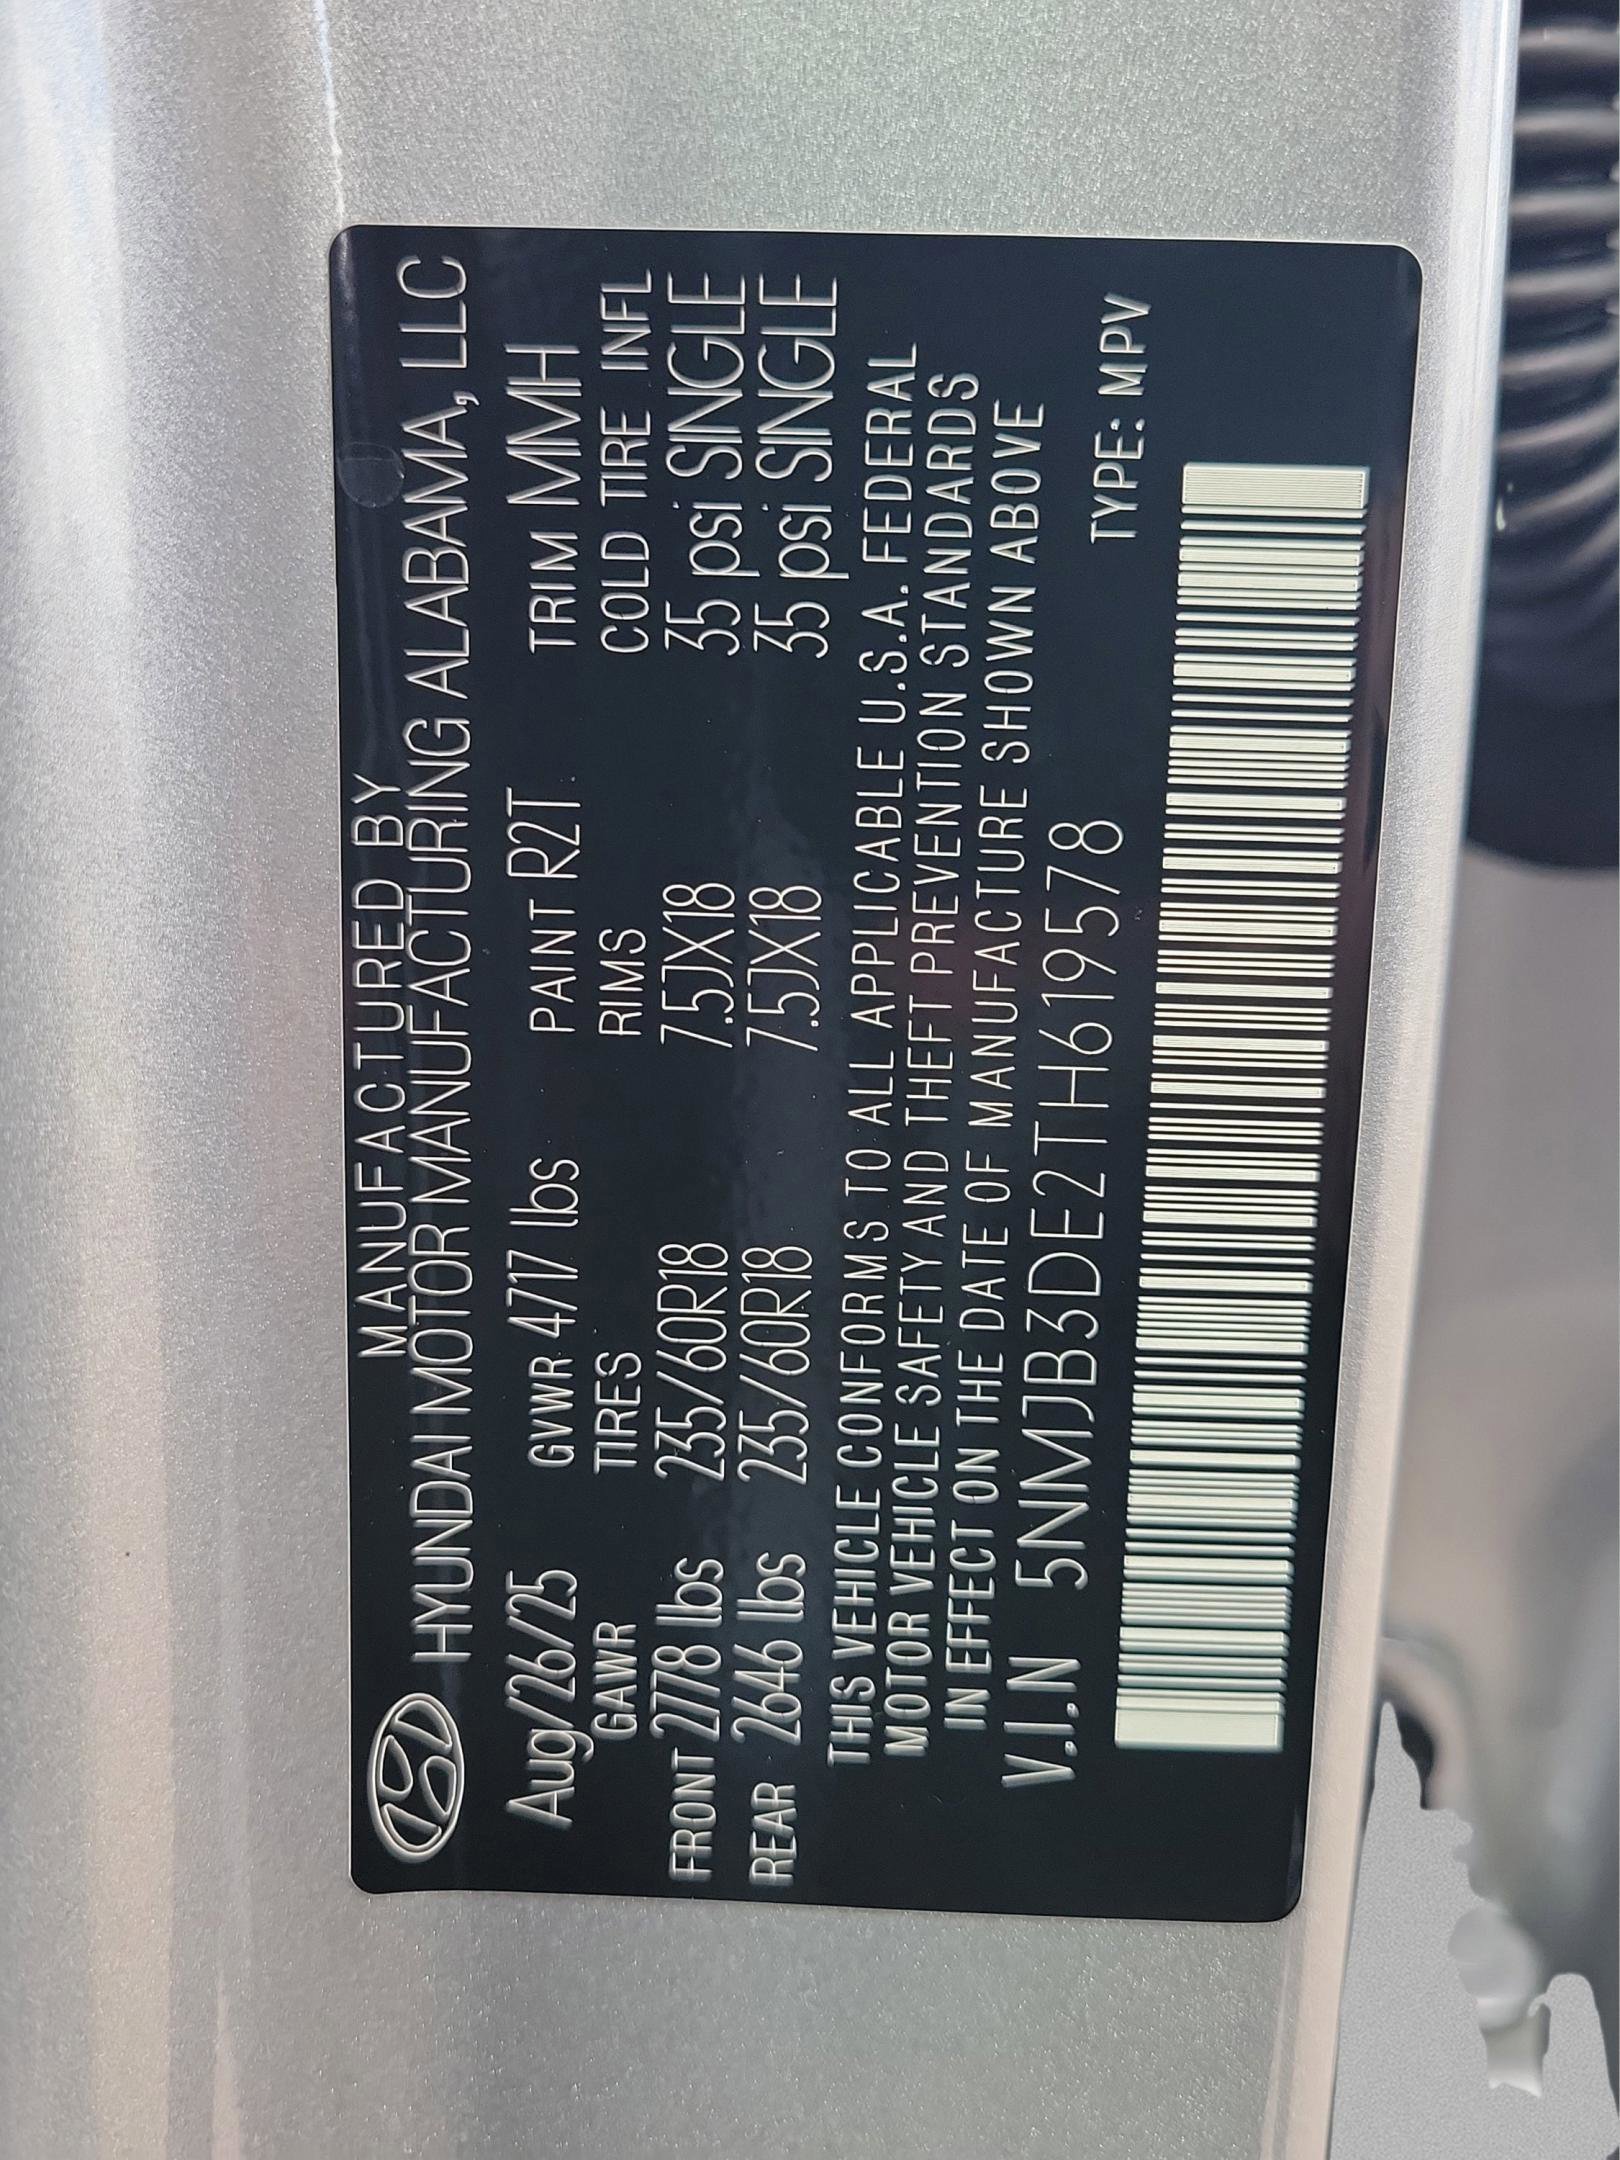 MANUFACTURED BY
HYUNDAI MOTOR MANUFACTURING ALABAMA, LLC
Aug/26/25 GVWR 4717 lbs PAINT R2T TRIM MMH
GAWR TIRES RIMS COLD TIRE INFL
FRONT 2778 lbs 235/60R18 7.5JX18 35 psi SINGLE
REAR 2646 lbs 235/60R18 7.5JX18 35 psi SINGLE
THIS VEHICLE CONFORMS TO ALL APPLICABLE U.S.A. FEDERAL
MOTOR VEHICLE SAFETY AND THEFT PREVENTION STANDARDS
IN EFFECT ON THE DATE OF MANUFACTURE SHOWN ABOVE
V.I.N 5NMJB3DE2TH619578 TYPE: MPV